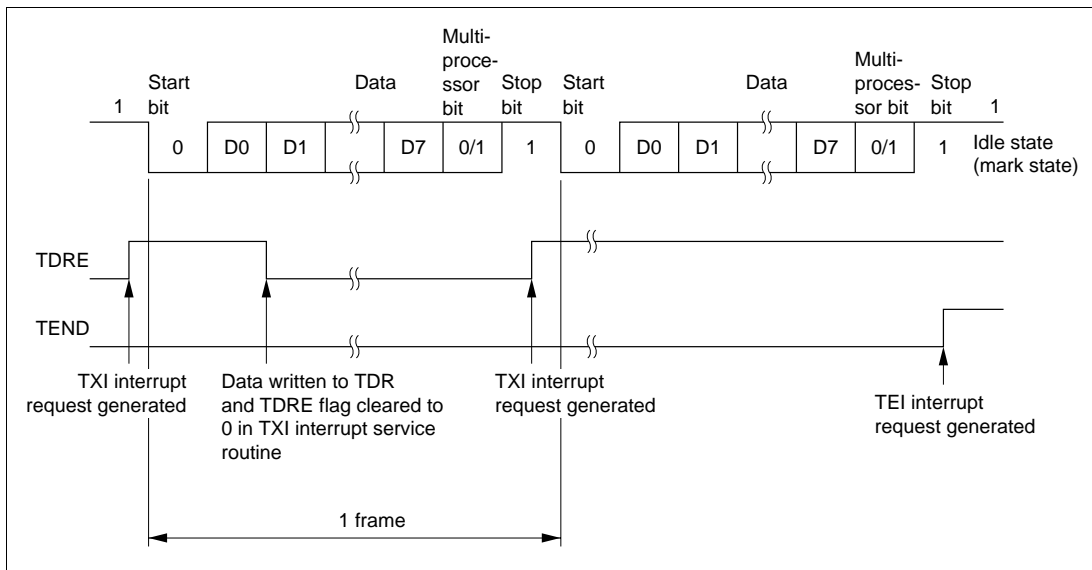 Multi-
proce-
ssor
bit
Start
bit
Data
Stop
bit
Start
bit
Data
Multi-
proces-
sor bit
Stop
bit
1
1
0
D0
D1
D7
0/1
1
0
D0
D1
D7
0/1
1
Idle state
(mark state)
TDRE
TEND
TXI interrupt
request generated
Data written to TDR
and TDRE flag cleared to
0 in TXI interrupt service
routine
TXI interrupt
request generated
TEI interrupt
request generated
1 frame